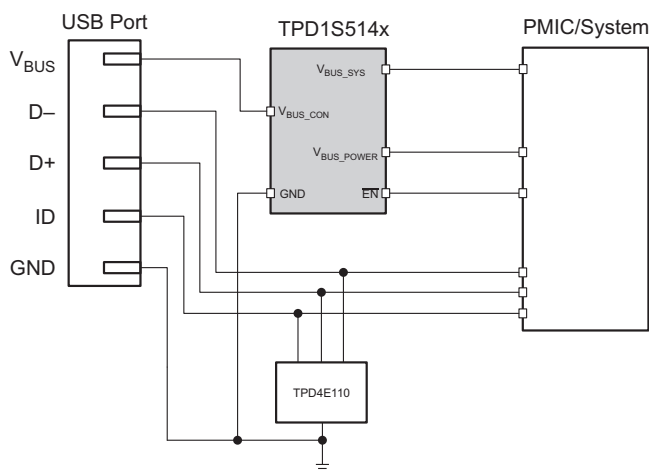 USB Port
TPD1S514x
PMIC/System
VBUS
D–
D+
ID
GND
VBUS_SYS
VBUS_CON
VBUS_POWER
GND
EN
TPD4E110